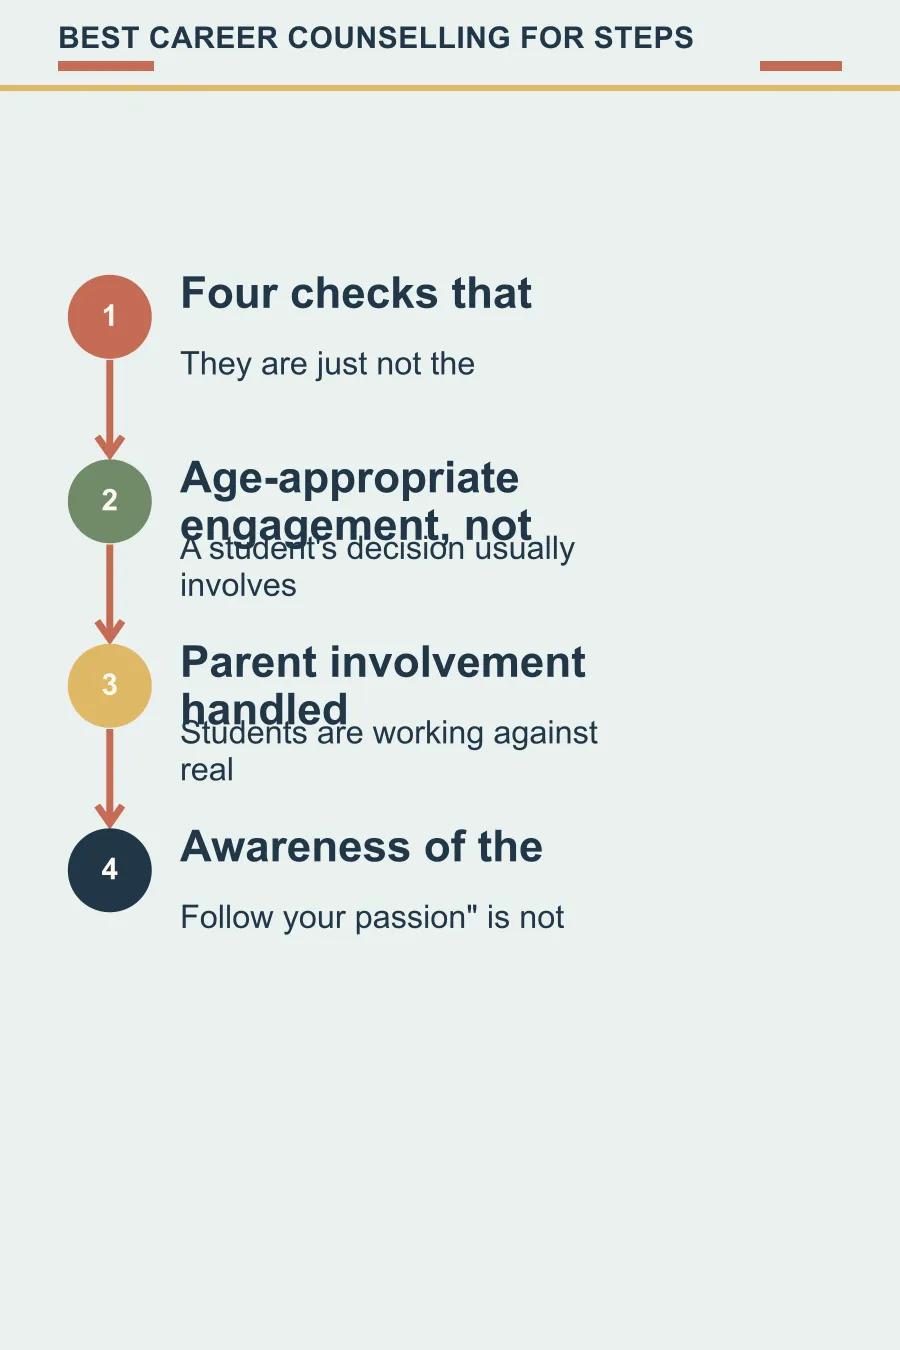 BEST CAREER COUNSELLING FOR STEPS
1
Four checks that
They are just not the
2
Age-appropriate
engagement, not
A student's decision usually
involves
3
Parent involvement
handled
Students are working against
real
4
Awareness of the
Follow your passion" is not